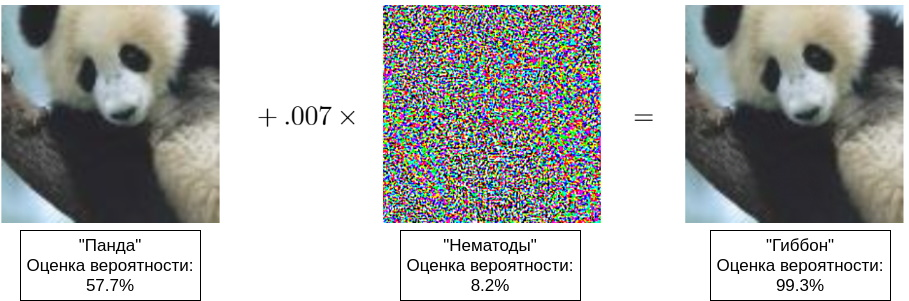 + .007 ×
=
"Панда"
Оценка вероятности:
57.7%
"Нематоды"
Оценка вероятности:
8.2%
"Гиббон"
Оценка вероятности:
99.3%